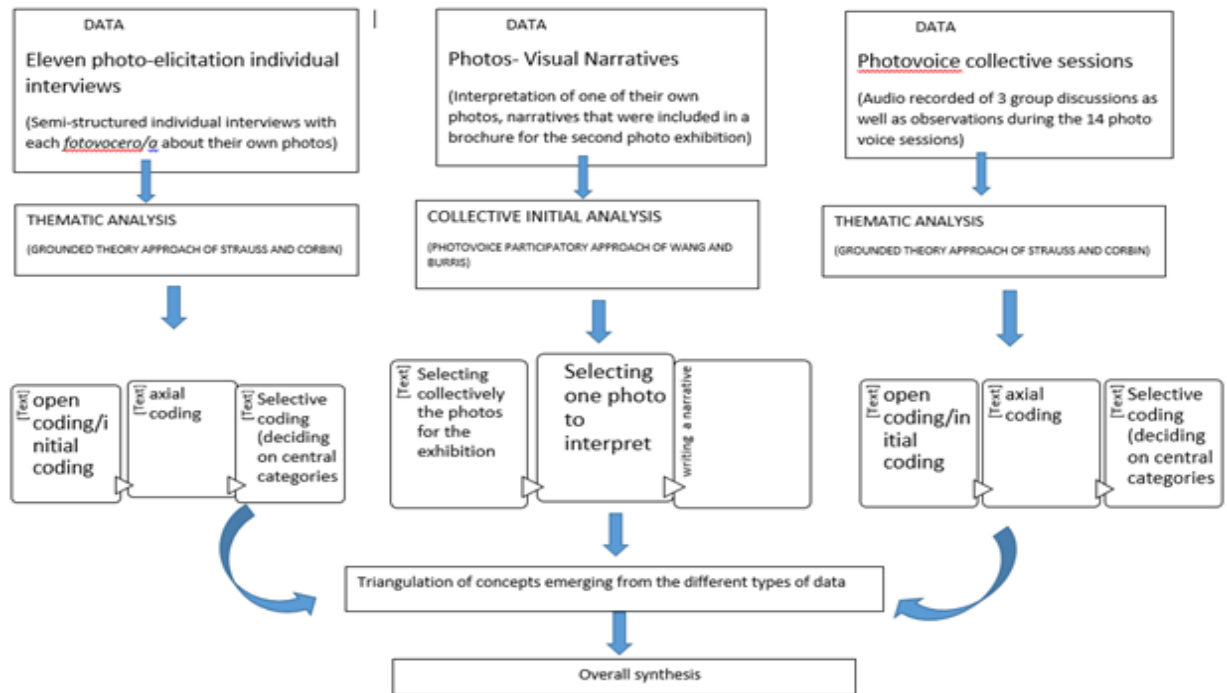 DATA
Eleven photo-elicitation individual
interviews
(Semi-structured individual interviews with
each fotovocero/a about their own photos)
DATA
Photos- Visual Narratives
(Interpretation of one of their own
photos, narratives that were included in a
brochure for the second photo exhibition)
DATA
Photovoice collective sessions
(Audio recorded of 3 group discussions as
well as observations during the 14 photo
voice sessions)
THEMATIC ANALYSIS
(GROUNDED THEORY APPROACH OF STRAUSS AND CORBIN)
COLLECTIVE INITIAL ANALYSIS
(PHOTOVOICE PARTICIPATORY APPROACH OF WANG AND
BURRIS)
THEMATIC ANALYSIS
(GROUNDED THEORY APPROACH OF STRAUSS AND CORBIN)
[Text]
open
coding/i
nitial
coding
[Text]
axial
coding
[Text]
Selective
coding
(deciding
on central
categories
[Text]
Selecting
collectively
the photos
for the
exhibition
Selecting
one photo
to
interpret
writing a narrative
[Text]
open
coding/in
itial
coding
[Text]
axial
coding
[Text]
Selective
coding
(deciding
on central
categories
Triangulation of concepts emerging from the different types of data
Overall synthesis